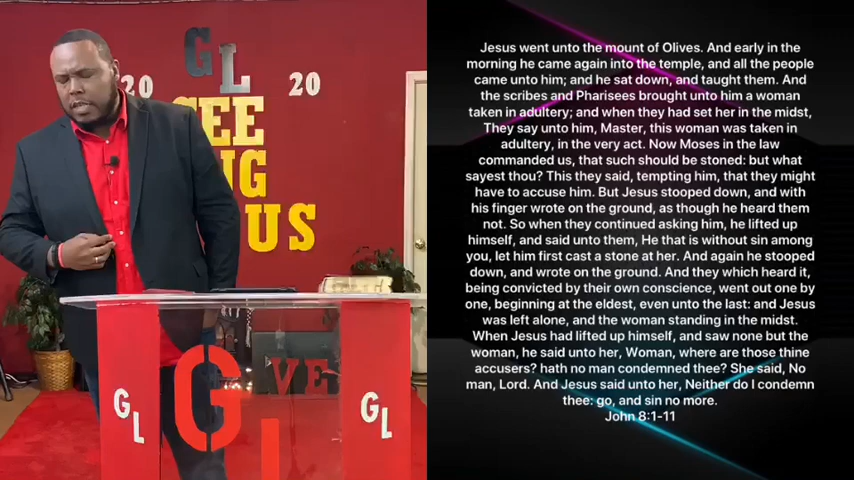 GL
20
20
SEE
NG
US
G VE
GL
GL
GL
Jesus went unto the mount of Olives. And early in the
morning he came again into the temple, and all the people
came unto him; and he sat down, and taught them. And
the scribes and Pharisees brought unto him a woman
taken in adultery; and when they had set her in the midst,
They say unto him, Master, this woman was taken in
adultery, in the very act. Now Moses in the law
commanded us, that such should be stoned: but what
sayest thou? This they said, tempting him, that they might
have to accuse him. But Jesus stooped down, and with
his finger wrote on the ground, as though he heard them
not. So when they continued asking him, he lifted up
himself, and said unto them, He that is without sin among
you, let him first cast a stone at her. And again he stooped
down, and wrote on the ground. And they which heard it,
being convicted by their own conscience, went out one by
one, beginning at the eldest, even unto the last: and Jesus
was left alone, and the woman standing in the midst.
When Jesus had lifted up himself, and saw none but the
woman, he said unto her, Woman, where are those thine
accusers? hath no man condemned thee? She said, No
man, Lord. And Jesus said unto her, Neither do I condemn
thee: go, and sin no more.
John 8:1-11